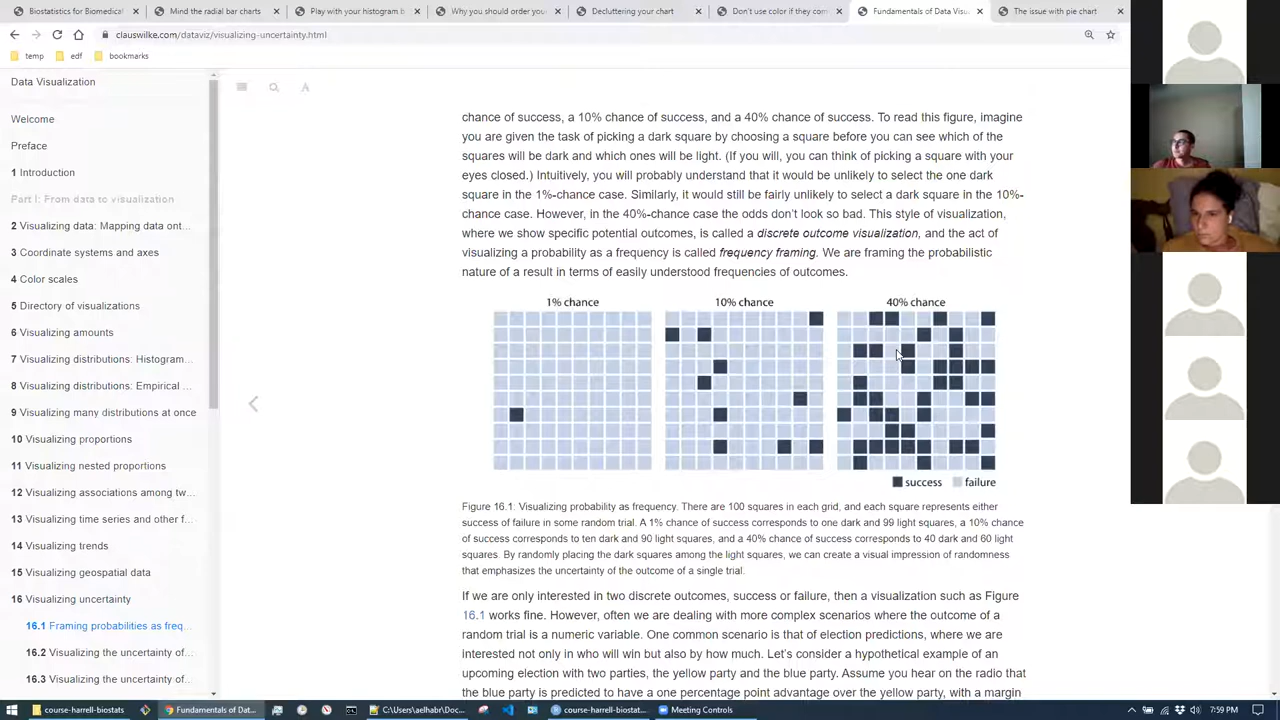 Biostatistics for Biomedical
Mind the radial bar charts
Play with your histogram b
Why you should order your
Decluttering your chart
Don't use color if they com
Fundamentals of Data Visu
The issue with pie chart
clauswilke.com/dataviz/visualizing-uncertainty.html
temp
edf
bookmarks
Data Visualization
Welcome
Preface
1 Introduction
Part I: From data to visualization
2 Visualizing data: Mapping data ont…
3 Coordinate systems and axes
4 Color scales
5 Directory of visualizations
6 Visualizing amounts
7 Visualizing distributions: Histogram…
8 Visualizing distributions: Empirical …
9 Visualizing many distributions at once
10 Visualizing proportions
11 Visualizing nested proportions
12 Visualizing associations among tw…
13 Visualizing time series and other f…
14 Visualizing trends
15 Visualizing geospatial data
16 Visualizing uncertainty
16.1 Framing probabilities as freq…
16.2 Visualizing the uncertainty of…
16.3 Visualizing the uncertainty of…
A
chance of success, a 10% chance of success, and a 40% chance of success. To read this figure, imagine
you are given the task of picking a dark square by choosing a square before you can see which of the
squares will be dark and which ones will be light. (If you will, you can think of picking a square with your
eyes closed.) Intuitively, you will probably understand that it would be unlikely to select the one dark
square in the 1%-chance case. Similarly, it would still be fairly unlikely to select a dark square in the 10%-
chance case. However, in the 40%-chance case the odds don't look so bad. This style of visualization,
where we show specific potential outcomes, is called a discrete outcome visualization, and the act of
visualizing a probability as a frequency is called frequency framing. We are framing the probabilistic
nature of a result in terms of easily understood frequencies of outcomes.
1% chance
10% chance
40% chance
success
failure
Figure 16.1: Visualizing probability as frequency. There are 100 squares in each grid, and each square represents either
success of failure in some random trial. A 1% chance of success corresponds to one dark and 99 light squares, a 10% chance
of success corresponds to ten dark and 90 light squares, and a 40% chance of success corresponds to 40 dark and 60 light
squares. By randomly placing the dark squares among the light squares, we can create a visual impression of randomness
that emphasizes the uncertainty of the outcome of a single trial.
If we are only interested in two discrete outcomes, success or failure, then a visualization such as Figure
16.1 works fine. However, often we are dealing with more complex scenarios where the outcome of a
random trial is a numeric variable. One common scenario is that of election predictions, where we are
interested not only in who will win but also by how much. Let's consider a hypothetical example of an
upcoming election with two parties, the yellow party and the blue party. Assume you hear on the radio that
the blue party is predicted to have a one percentage point advantage over the yellow party, with a margin
course-harrell-biostats
Fundamentals of Dat…
C:\Users\aelhabr\Doc…
course-harrell-biostat…
Meeting Controls
7:59 PM